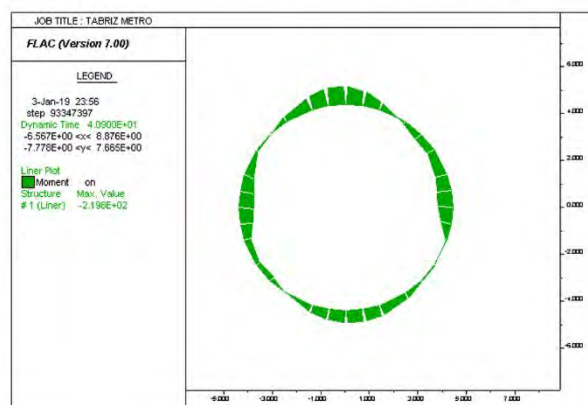 JOB TITLE : TABRIZ METRO
FLAC (Version 7.00)
LEGEND
3-Jan-19 23:56
step 93347397
Dynamic Time 4.0900E+01
-6.567E+00 <x< 8.876E+00
-7.778E+00 <y< 7.665E+00
Liner Plot
Moment on
Structure Max. Value
# 1 (Liner) -2.198E+02
6.000
4.000
2.000
0.000
-2.000
-4.000
-6.000
-5.000 -3.000 -1.000 1.000 3.000 5.000 7.000